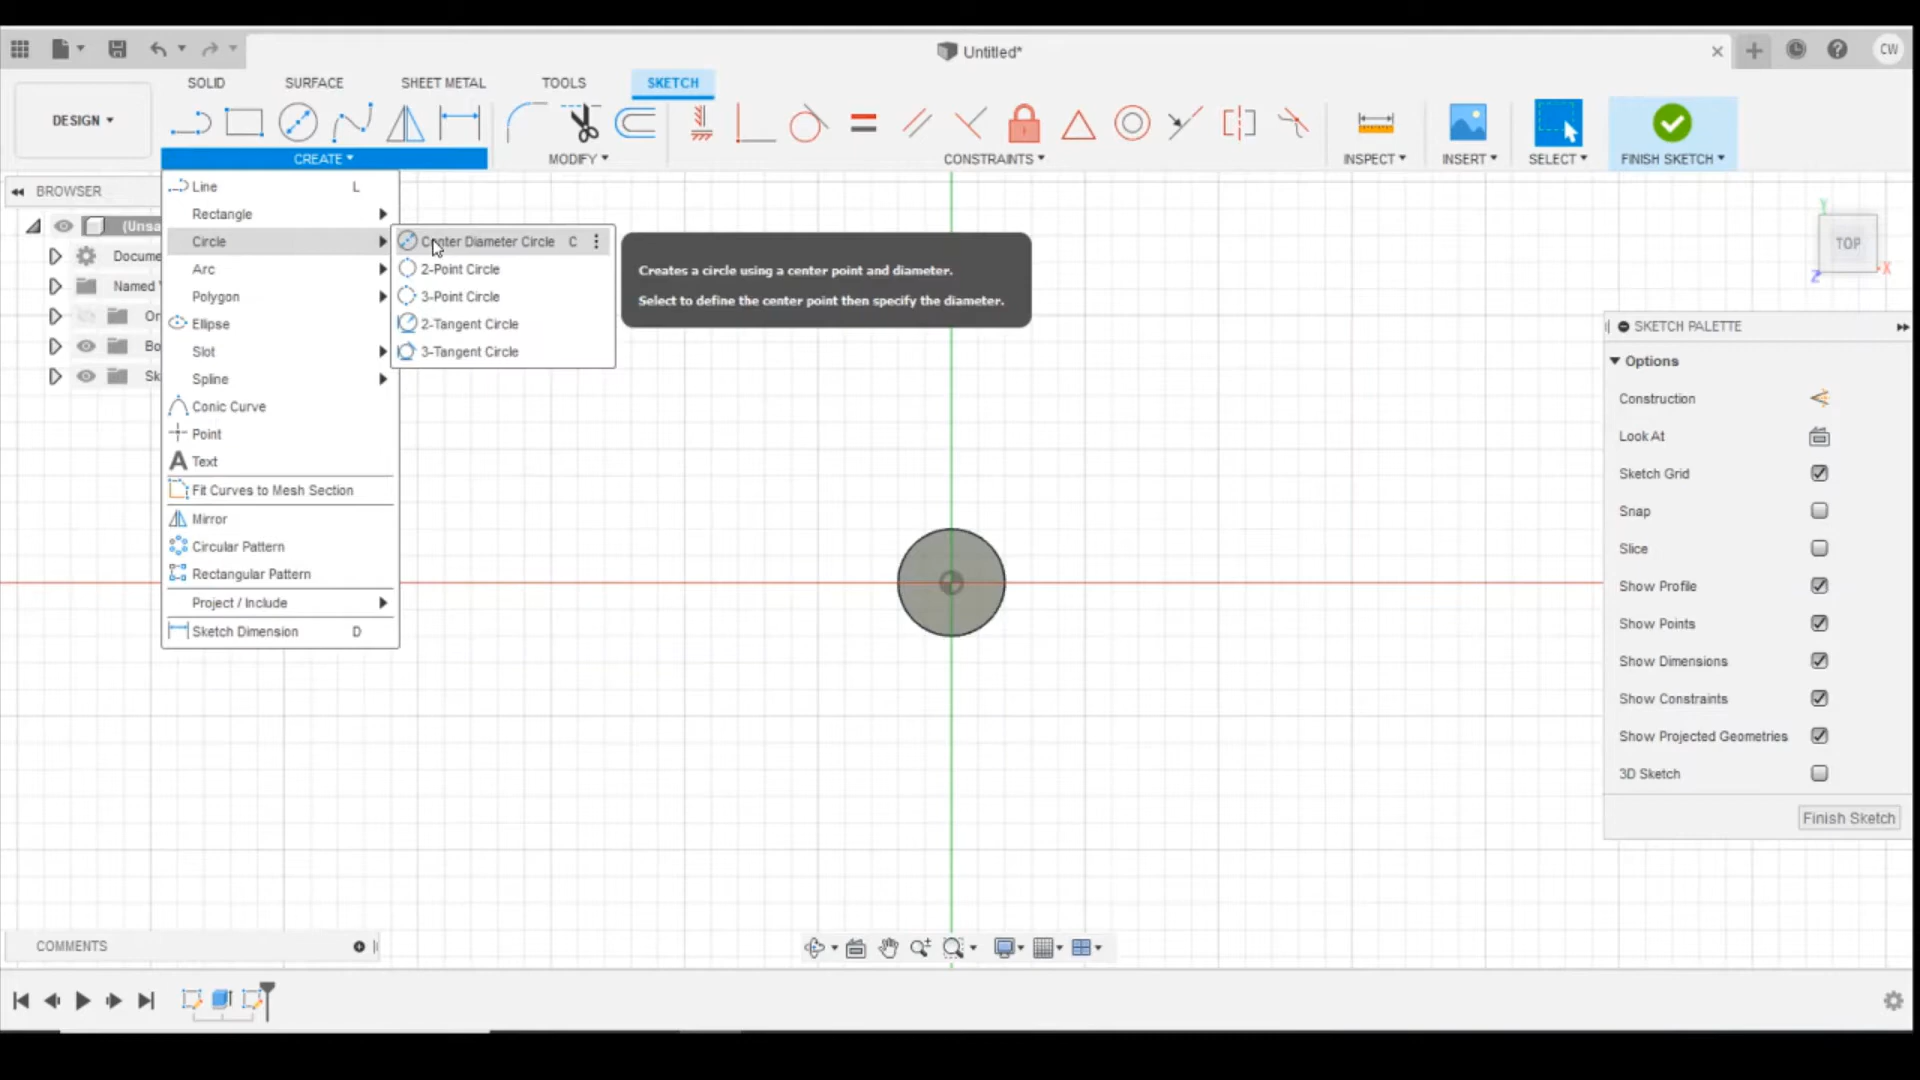 Untitled*
CW
DESIGN
SOLID
SURFACE
SHEET METAL
TOOLS
SKETCH
CREATE
MODIFY
CONSTRAINTS
INSPECT
INSERT
SELECT
FINISH SKETCH
BROWSER
(Unsa
Docume
Named
Or
Bo
Sk
Line L
Rectangle
Circle
Arc
Polygon
Ellipse
Slot
Spline
Conic Curve
Point
Text
Fit Curves to Mesh Section
Mirror
Circular Pattern
Rectangular Pattern
Project / Include
Sketch Dimension D
Center Diameter Circle C
2-Point Circle
3-Point Circle
2-Tangent Circle
3-Tangent Circle
Creates a circle using a center point and diameter.
Select to define the center point then specify the diameter.
Y
TOP
X
Z
SKETCH PALETTE
Options
Construction
Look At
Sketch Grid
Snap
Slice
Show Profile
Show Points
Show Dimensions
Show Constraints
Show Projected Geometries
3D Sketch
Finish Sketch
COMMENTS